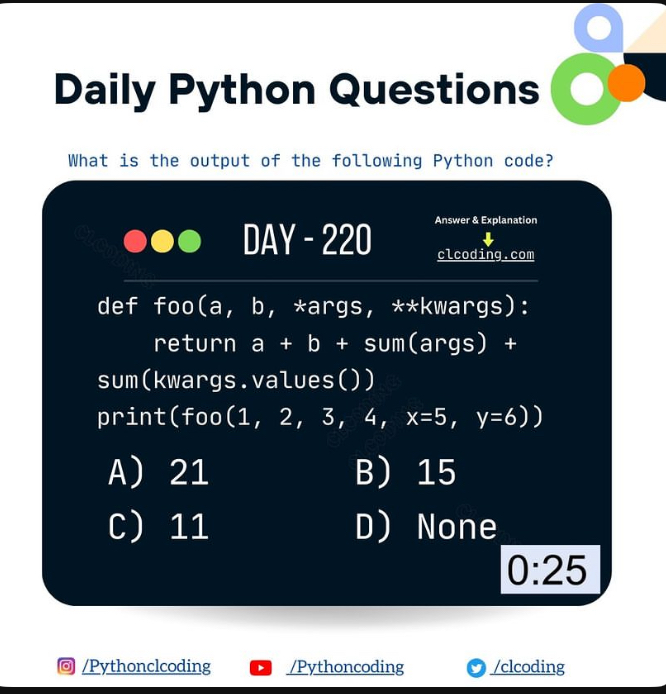 Daily Python Questions
What is the output of the following Python code?
DAY - 220
Answer & Explanation
clcoding.com
def foo(a, b, *args, **kwargs):
    return a + b + sum(args) +
sum(kwargs.values())
print(foo(1, 2, 3, 4, x=5, y=6))
A) 21
B) 15
C) 11
D) None
0:25
/Pythonclcoding
/Pythoncoding
/clcoding